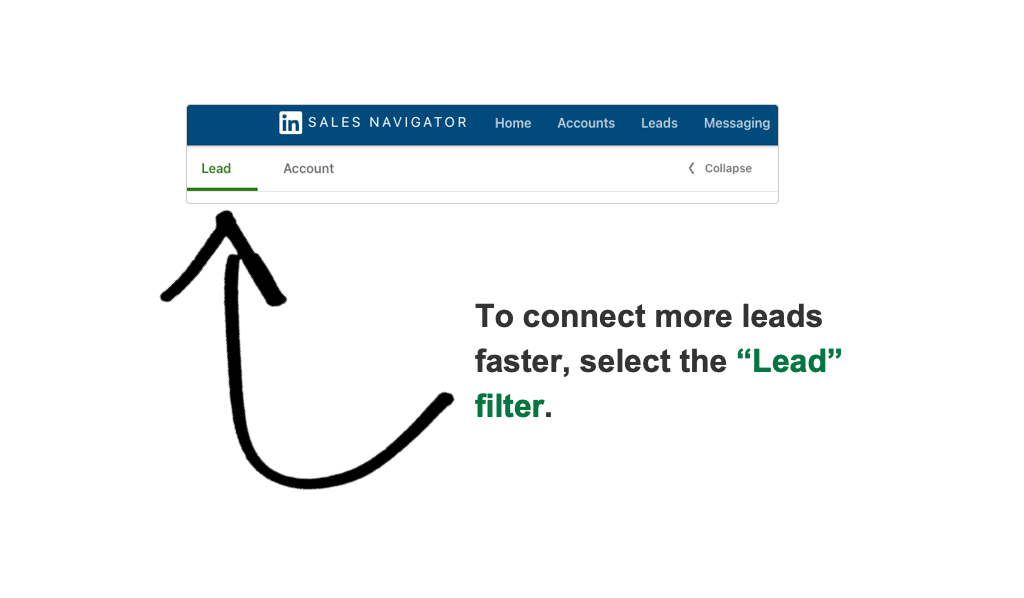 in SALES NAVIGATOR Home Accounts Leads Messaging
Lead Account Collapse
To connect more leads
faster, select the “Lead”
filter.